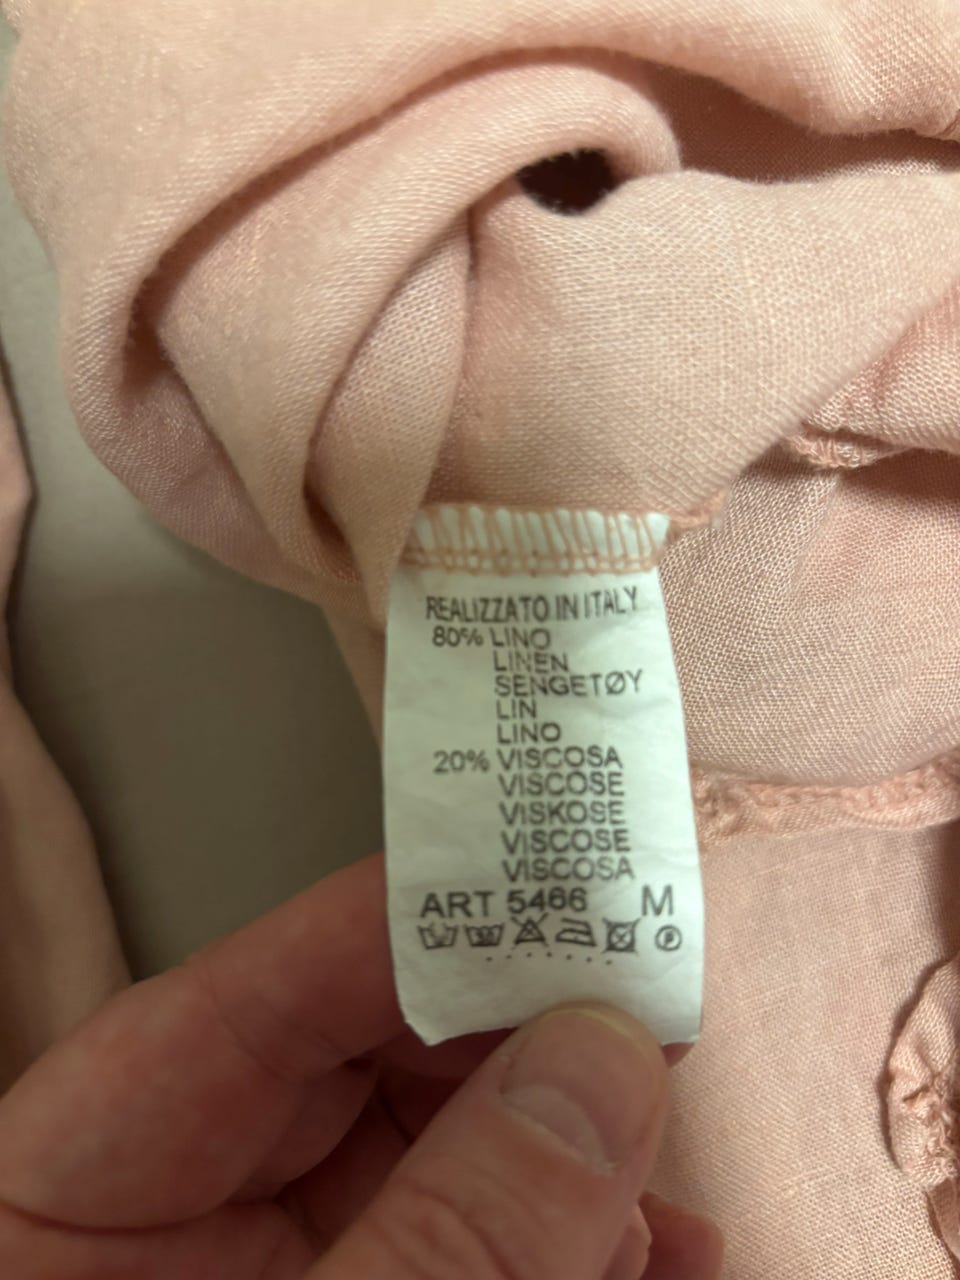 REALIZZATO IN ITALY
80% LINO
LINEN
SENGETØY
LIN
LINO
20% VISCOSA
VISCOSE
VISKOSE
VISCOSE
VISCOSA
ART 5466 M
P